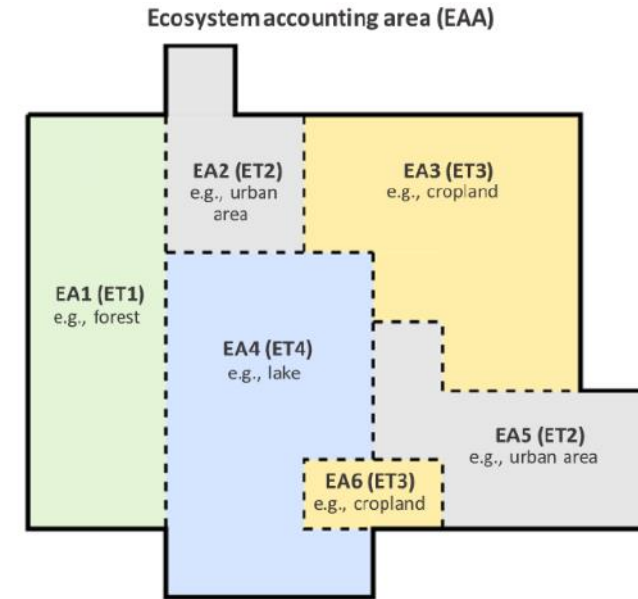 Ecosystem accounting area (EAA)
EA2 (ET2)
e.g., urban
area
EA3 (ET3)
e.g., cropland
EA1 (ET1)
e.g., forest
EA4 (ET4)
e.g., lake
EA5 (ET2)
e.g., urban area
EA6 (ET3)
e.g., cropland